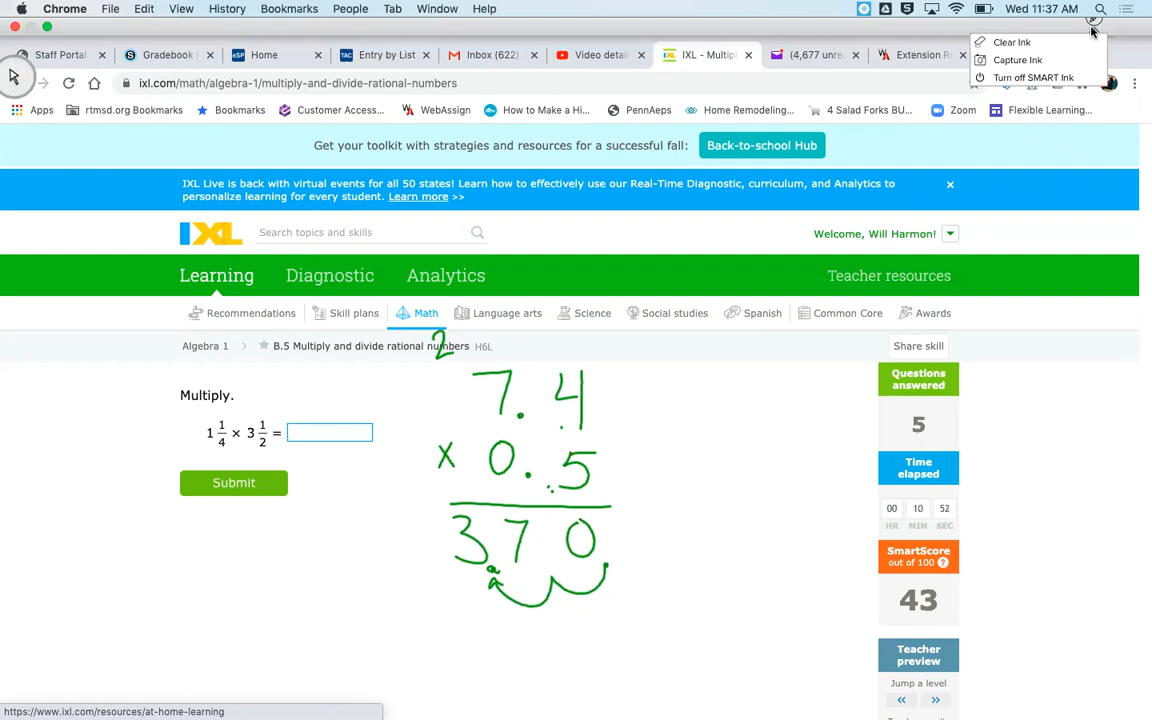 Chrome File Edit View History Bookmarks People Tab Window Help Wed 11:37 AM
Clear Ink
Capture Ink
Turn off SMART Ink
Staff Portal Gradebook Home Entry by List Inbox (622) Video detail IXL - Multipl (4,677 unre Extension R
ixl.com/math/algebra-1/multiply-and-divide-rational-numbers
Apps rtmsd.org Bookmarks Bookmarks Customer Access... WebAssign How to Make a Hi... PennAeps Home Remodeling... 4 Salad Forks BU... Zoom Flexible Learning...
Get your toolkit with strategies and resources for a successful fall: Back-to-school Hub
IXL Live is back with virtual events for all 50 states! Learn how to effectively use our Real-Time Diagnostic, curriculum, and Analytics to
personalize learning for every student. Learn more >>
IXL Search topics and skills Welcome, Will Harmon!
Learning Diagnostic Analytics Teacher resources
Recommendations Skill plans Math Language arts Science Social studies Spanish Common Core Awards
Algebra 1 B.5 Multiply and divide rational numbers H6L Share skill
2
7.4
x 0.5
3.70
Multiply.
1 1/4 × 3 1/2 =
Submit
Questions
answered
5
Time
elapsed
00 10 52
HR MIN SEC
SmartScore
out of 100 ?
43
Teacher
preview
Jump a level
<< >>
https://www.ixl.com/resources/at-home-learning